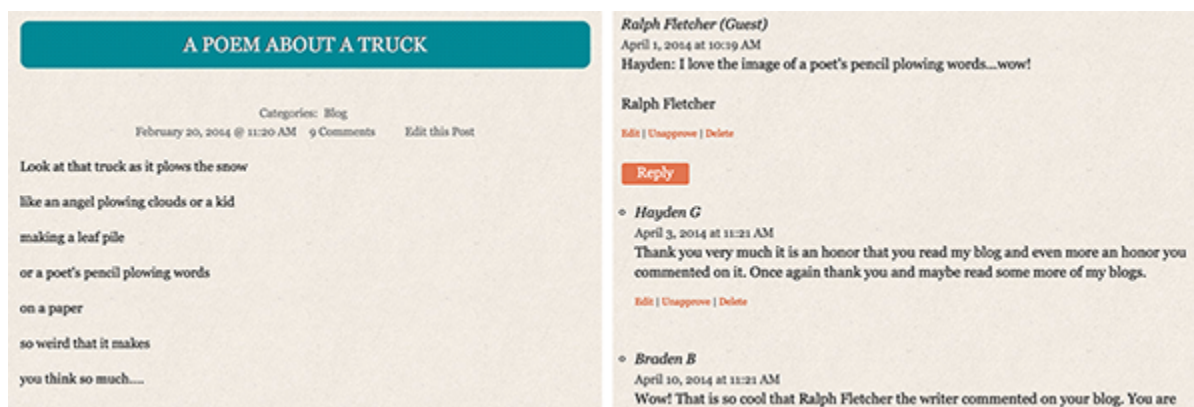 A POEM ABOUT A TRUCK
Categories: Blog
February 20, 2014 @ 11:20 AM 9 Comments Edit this Post
Look at that truck as it plows the snow
like an angel plowing clouds or a kid
making a leaf pile
or a poet's pencil plowing words
on a paper
so weird that it makes
you think so much....
Ralph Fletcher (Guest)
April 1, 2014 at 10:19 AM
Hayden: I love the image of a poet's pencil plowing words...wow!
Ralph Fletcher
Edit | Unapprove | Delete
Reply
Hayden G
April 3, 2014 at 11:21 AM
Thank you very much it is an honor that you read my blog and even more an honor you
commented on it. Once again thank you and maybe read some more of my blogs.
Edit | Unapprove | Delete
Braden B
April 10, 2014 at 11:21 AM
Wow! That is so cool that Ralph Fletcher the writer commented on your blog. You are